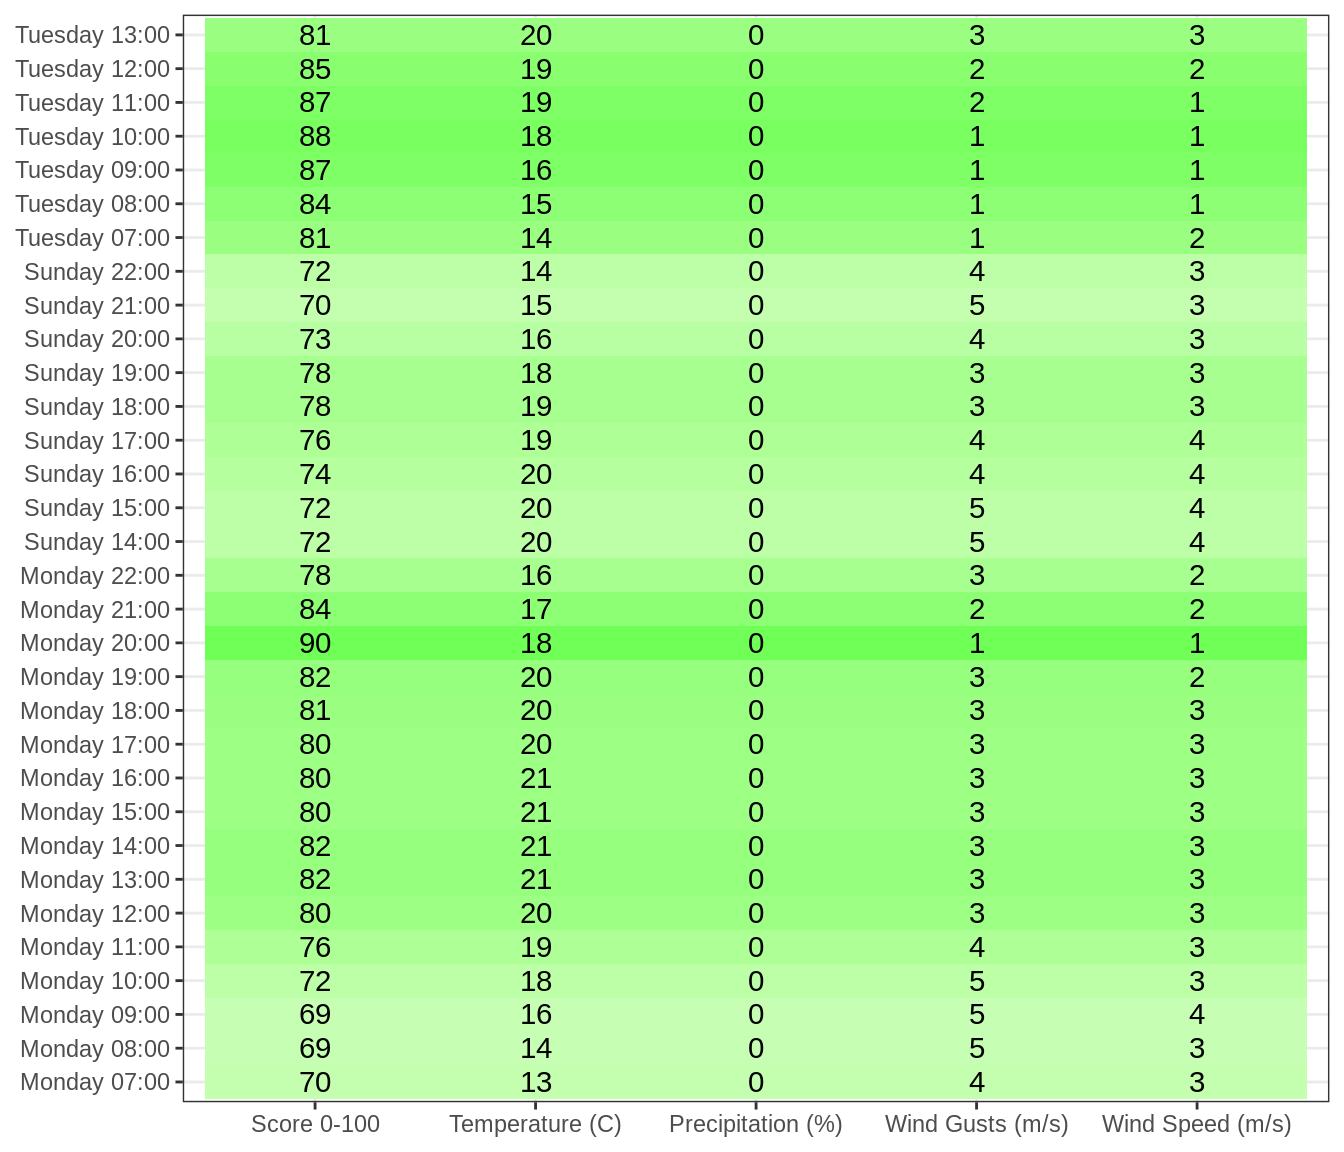 Tuesday 13:00 81 20 0 3 3
Tuesday 12:00 85 19 0 2 2
Tuesday 11:00 87 19 0 2 1
Tuesday 10:00 88 18 0 1 1
Tuesday 09:00 87 16 0 1 1
Tuesday 08:00 84 15 0 1 1
Tuesday 07:00 81 14 0 1 2
Sunday 22:00 72 14 0 4 3
Sunday 21:00 70 15 0 5 3
Sunday 20:00 73 16 0 4 3
Sunday 19:00 78 18 0 3 3
Sunday 18:00 78 19 0 3 3
Sunday 17:00 76 19 0 4 4
Sunday 16:00 74 20 0 4 4
Sunday 15:00 72 20 0 5 4
Sunday 14:00 72 20 0 5 4
Monday 22:00 78 16 0 3 2
Monday 21:00 84 17 0 2 2
Monday 20:00 90 18 0 1 1
Monday 19:00 82 20 0 3 2
Monday 18:00 81 20 0 3 3
Monday 17:00 80 20 0 3 3
Monday 16:00 80 21 0 3 3
Monday 15:00 80 21 0 3 3
Monday 14:00 82 21 0 3 3
Monday 13:00 82 21 0 3 3
Monday 12:00 80 20 0 3 3
Monday 11:00 76 19 0 4 3
Monday 10:00 72 18 0 5 3
Monday 09:00 69 16 0 5 4
Monday 08:00 69 14 0 5 3
Monday 07:00 70 13 0 4 3
Score 0-100 Temperature (C) Precipitation (%) Wind Gusts (m/s) Wind Speed (m/s)